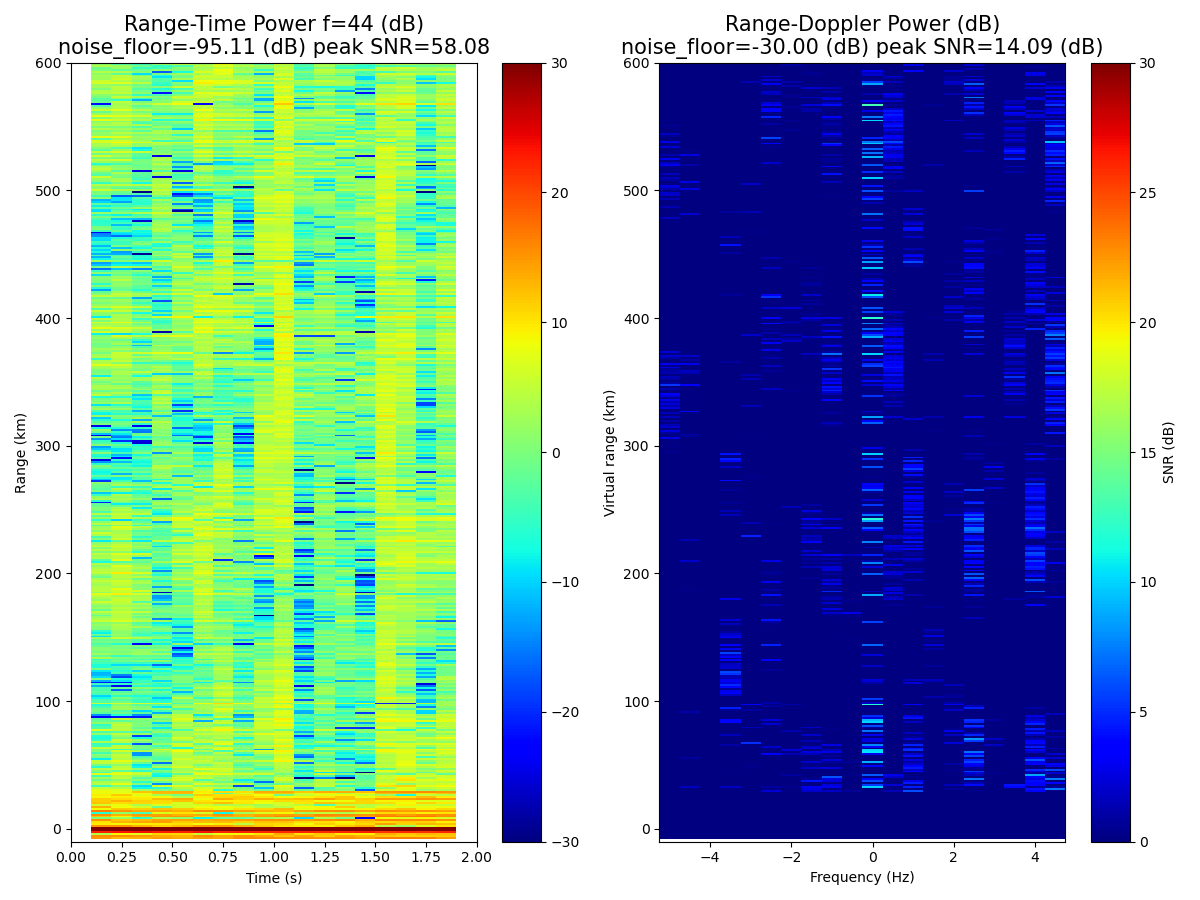 Range-Time Power f=44 (dB)
noise_floor=-95.11 (dB) peak SNR=58.08
600
500
400
300
200
100
0
Range (km)
0.00 0.25 0.50 0.75 1.00 1.25 1.50 1.75 2.00
Time (s)
30
20
10
0
−10
−20
−30
Range-Doppler Power (dB)
noise_floor=-30.00 (dB) peak SNR=14.09 (dB)
600
500
400
300
200
100
0
Virtual range (km)
−4 −2 0 2 4
Frequency (Hz)
30
25
20
15
10
5
0
SNR (dB)